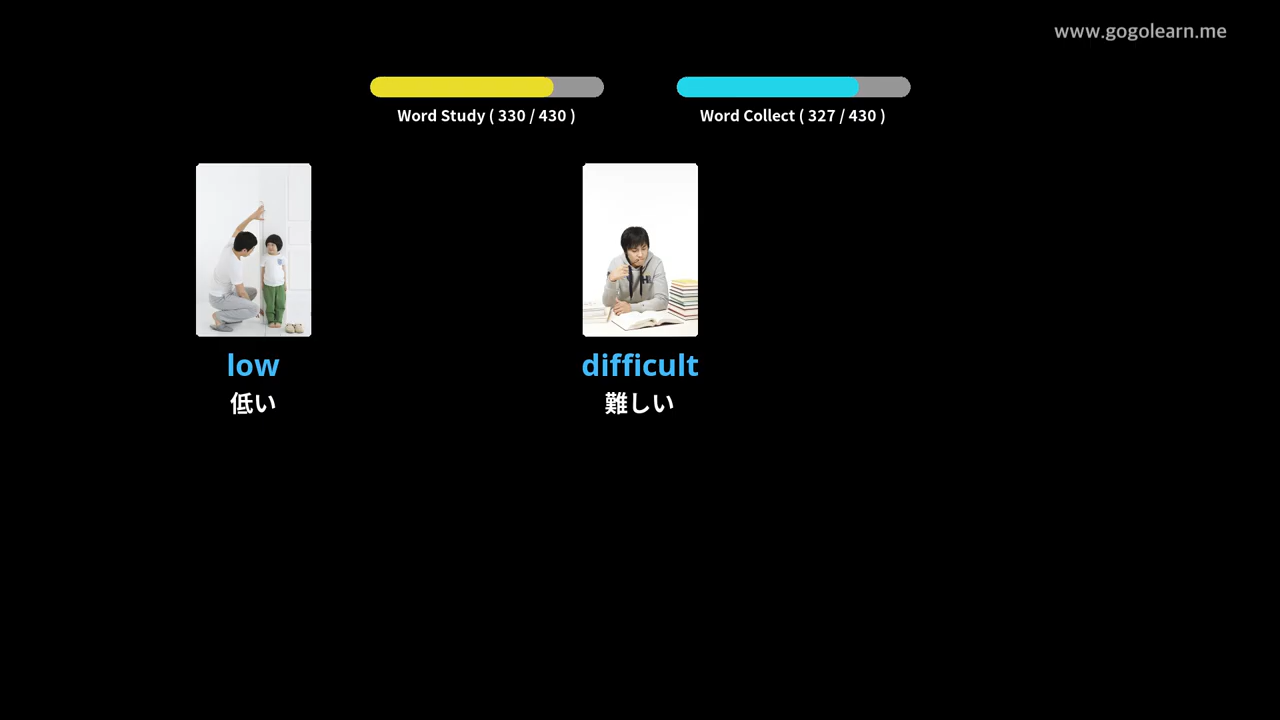 www.gogolearn.me
Word Study ( 330 / 430 )
Word Collect ( 327 / 430 )
low
低い
difficult
難しい